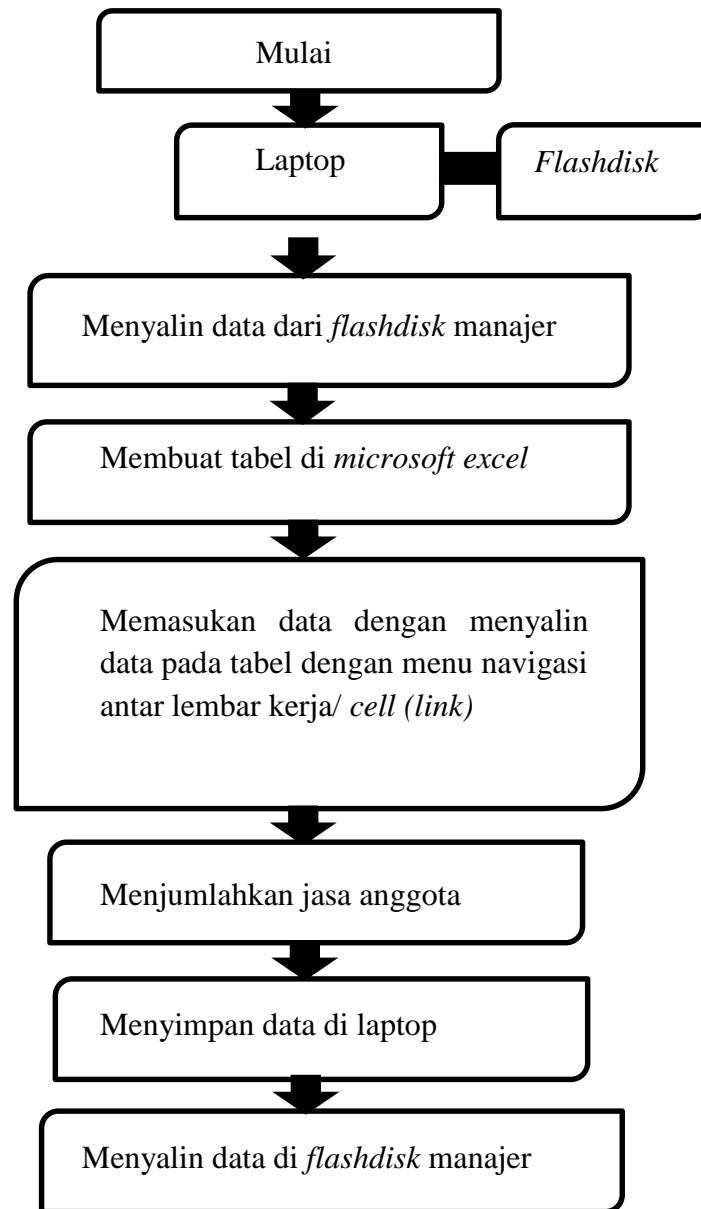 Mulai
Laptop
Flashdisk
Menyalin data dari flashdisk manajer
Membuat tabel di microsoft excel
Memasukan data dengan menyalin
data pada tabel dengan menu navigasi
antar lembar kerja/ cell (link)
Menjumlahkan jasa anggota
Menyimpan data di laptop
Menyalin data di flashdisk manajer